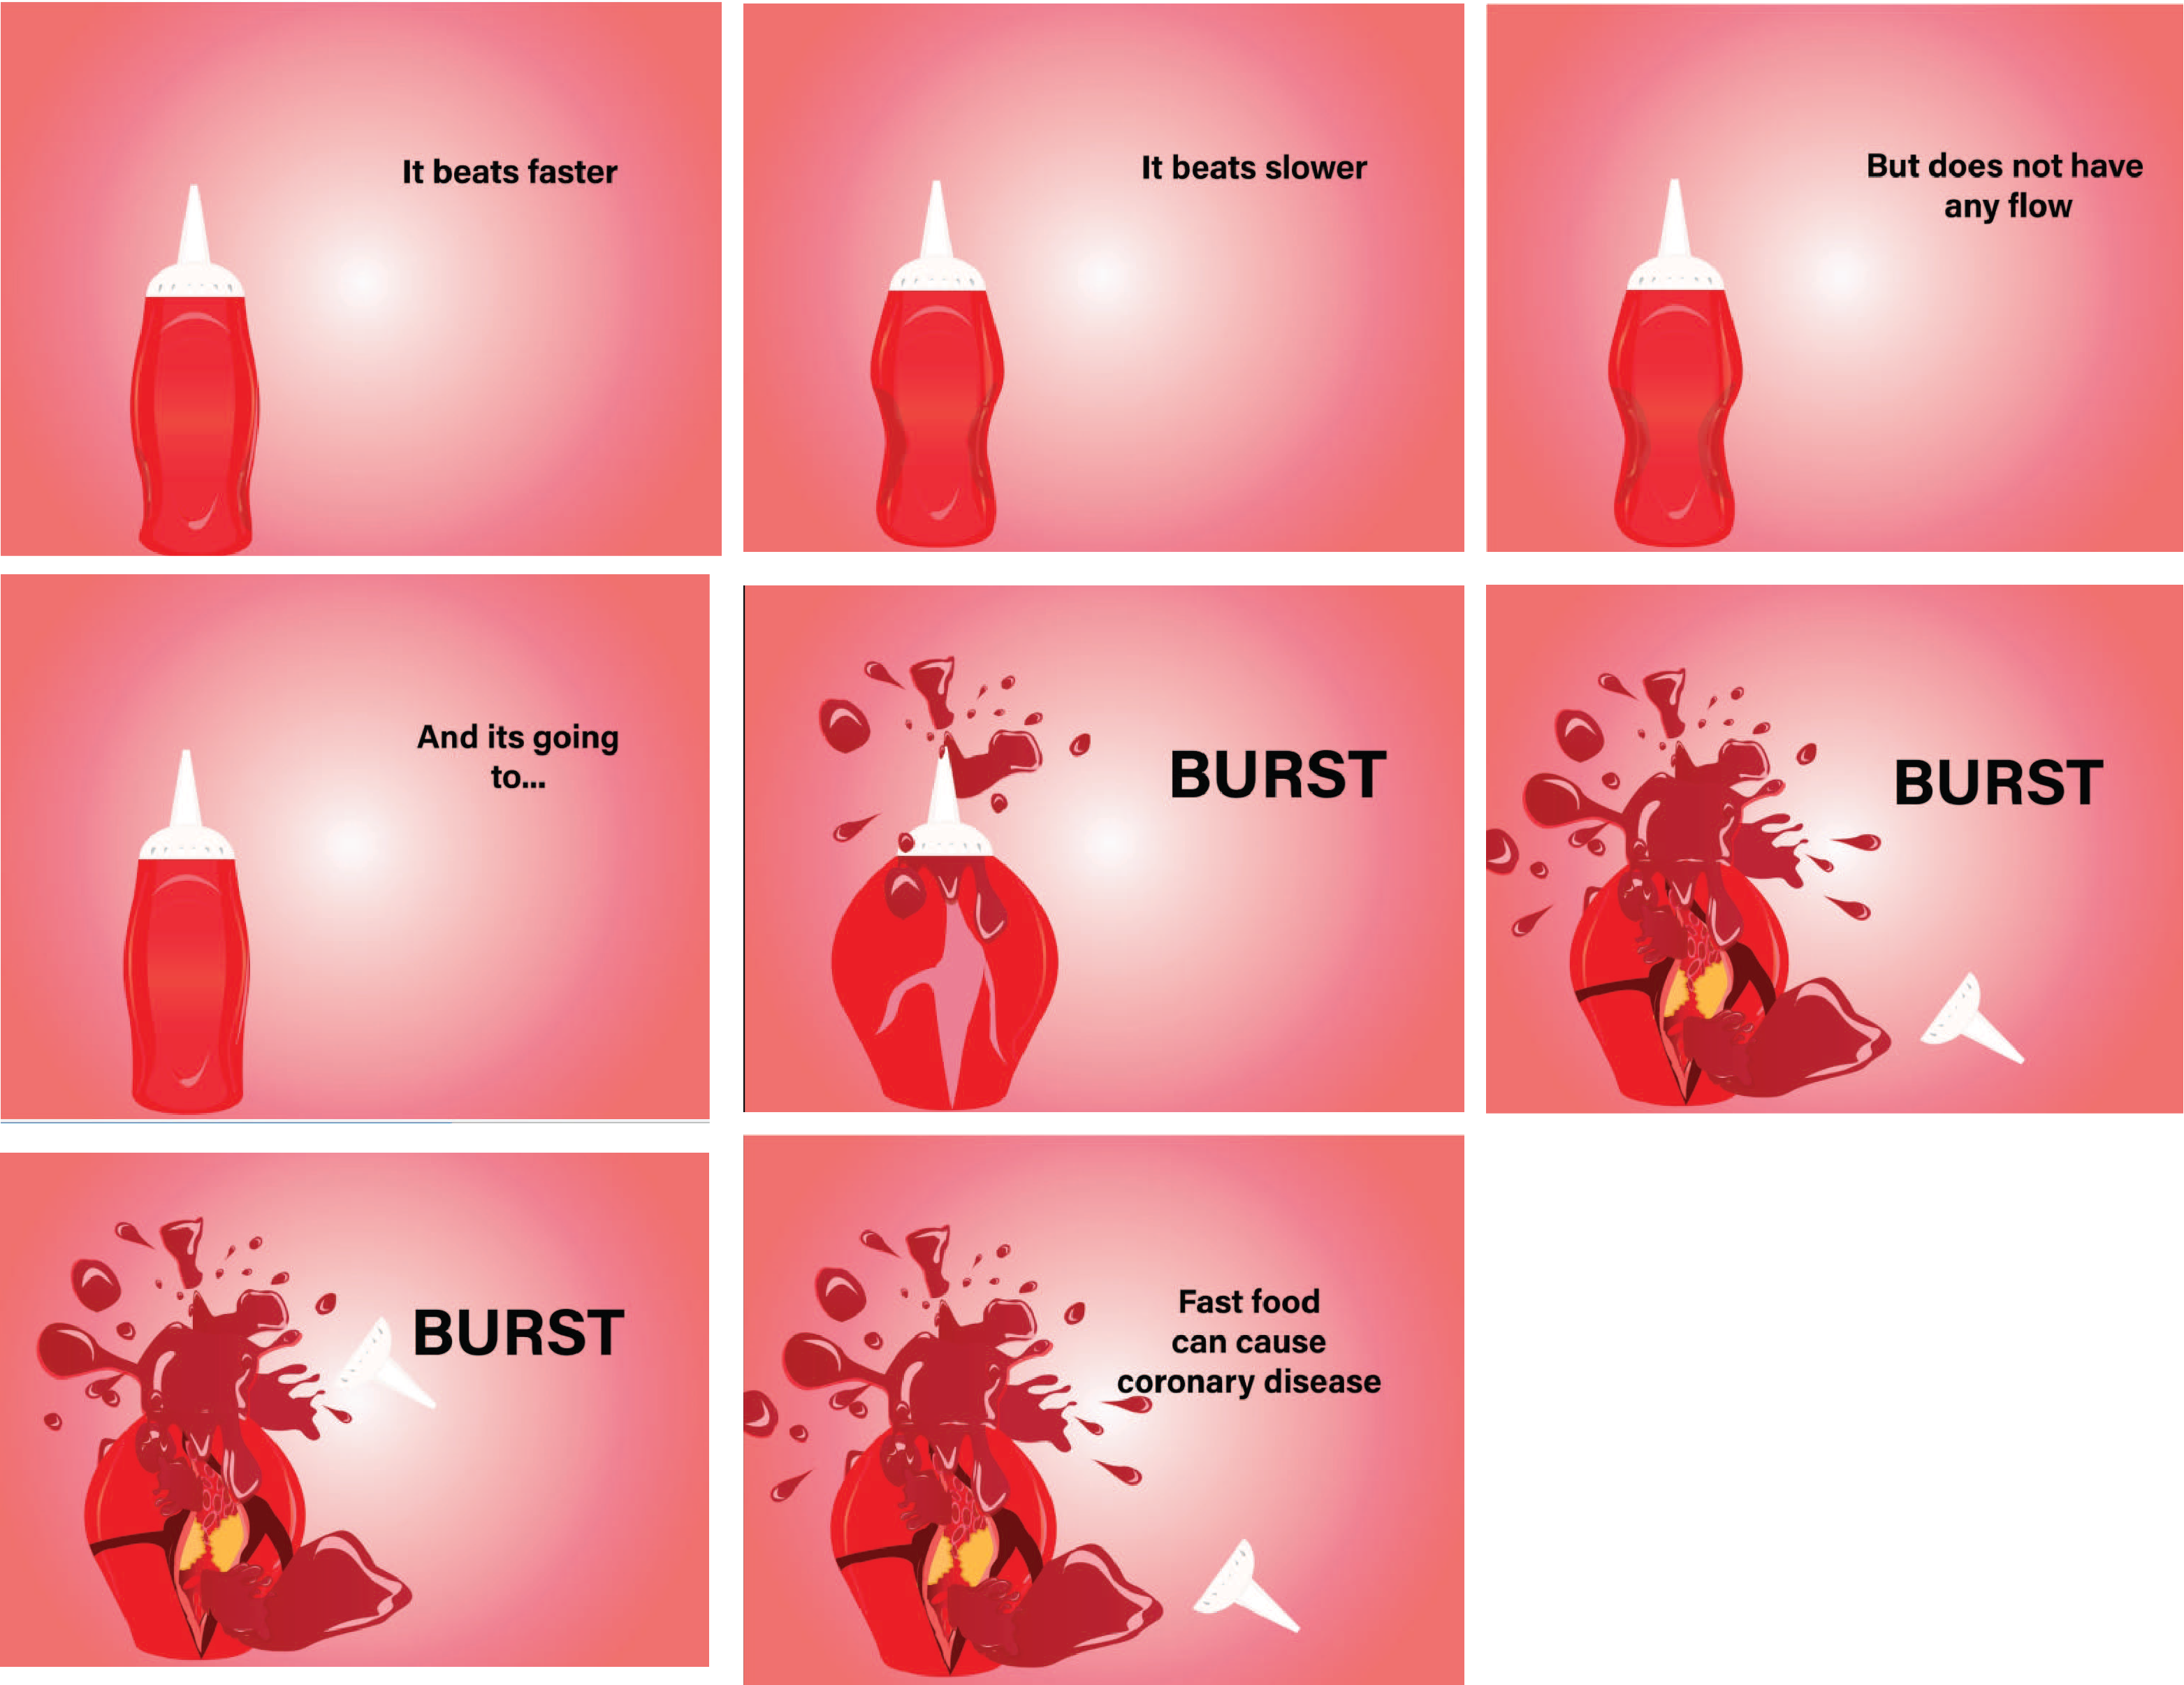 It beats faster
It beats slower
But does not have
any flow
And its going
to...
BURST
BURST
BURST
Fast food
can cause
coronary disease